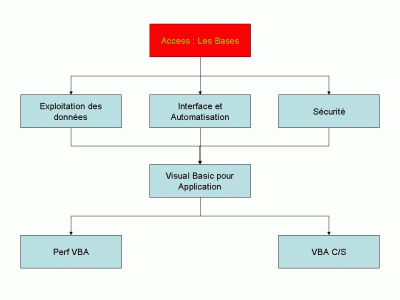 Access : Les Bases
Exploitation des
données
Interface et
Automatisation
Sécurité
Visual Basic pour
Application
Perf VBA
VBA C/S